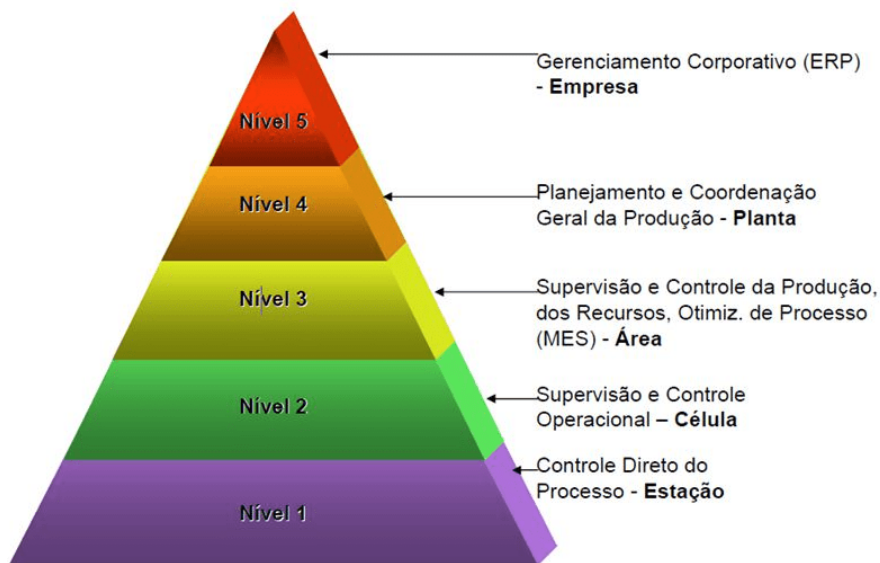 Gerenciamento Corporativo (ERP)
- Empresa
Nível 5
Planejamento e Coordenação
Geral da Produção - Planta
Nível 4
Supervisão e Controle da Produção,
dos Recursos, Otimiz. de Processo
(MES) - Área
Nível 3
Supervisão e Controle
Operacional – Célula
Nível 2
Controle Direto do
Processo - Estação
Nível 1